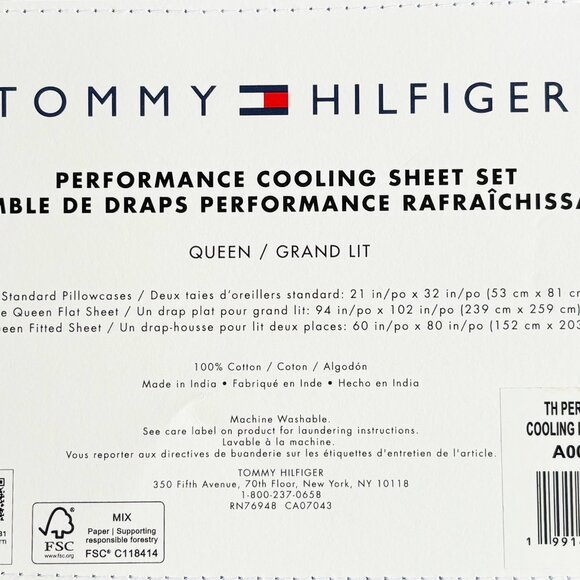 TOMMY HILFIGER
PERFORMANCE COOLING SHEET SET
MBLE DE DRAPS PERFORMANCE RAFRAÎCHISSA
QUEEN / GRAND LIT
Standard Pillowcases / Deux taies d'oreillers standard: 21 in/po x 32 in/po (53 cm x 81 cm
e Queen Flat Sheet / Un drap plat pour grand lit: 94 in/po x 102 in/po (239 cm x 259 cm)
een Fitted Sheet / Un drap-housse pour lit deux places: 60 in/po x 80 in/po (152 cm x 203
100% Cotton / Coton / Algodón
Made in India • Fabriqué en Inde • Hecho en India
Machine Washable.
See care label on product for laundering instructions.
Lavable à la machine.
Vous reporter aux directives de buanderie sur les étiquettes d'entretien de l'article.
TOMMY HILFIGER
350 Fifth Avenue, 70th Floor, New York, NY 10118
1-800-237-0658
RN76948 CA07043
TH PER
COOLING
A00
1 991
31
m
FSC
www.fsc.org
MIX
Paper | Supporting
responsible forestry
FSC® C118414